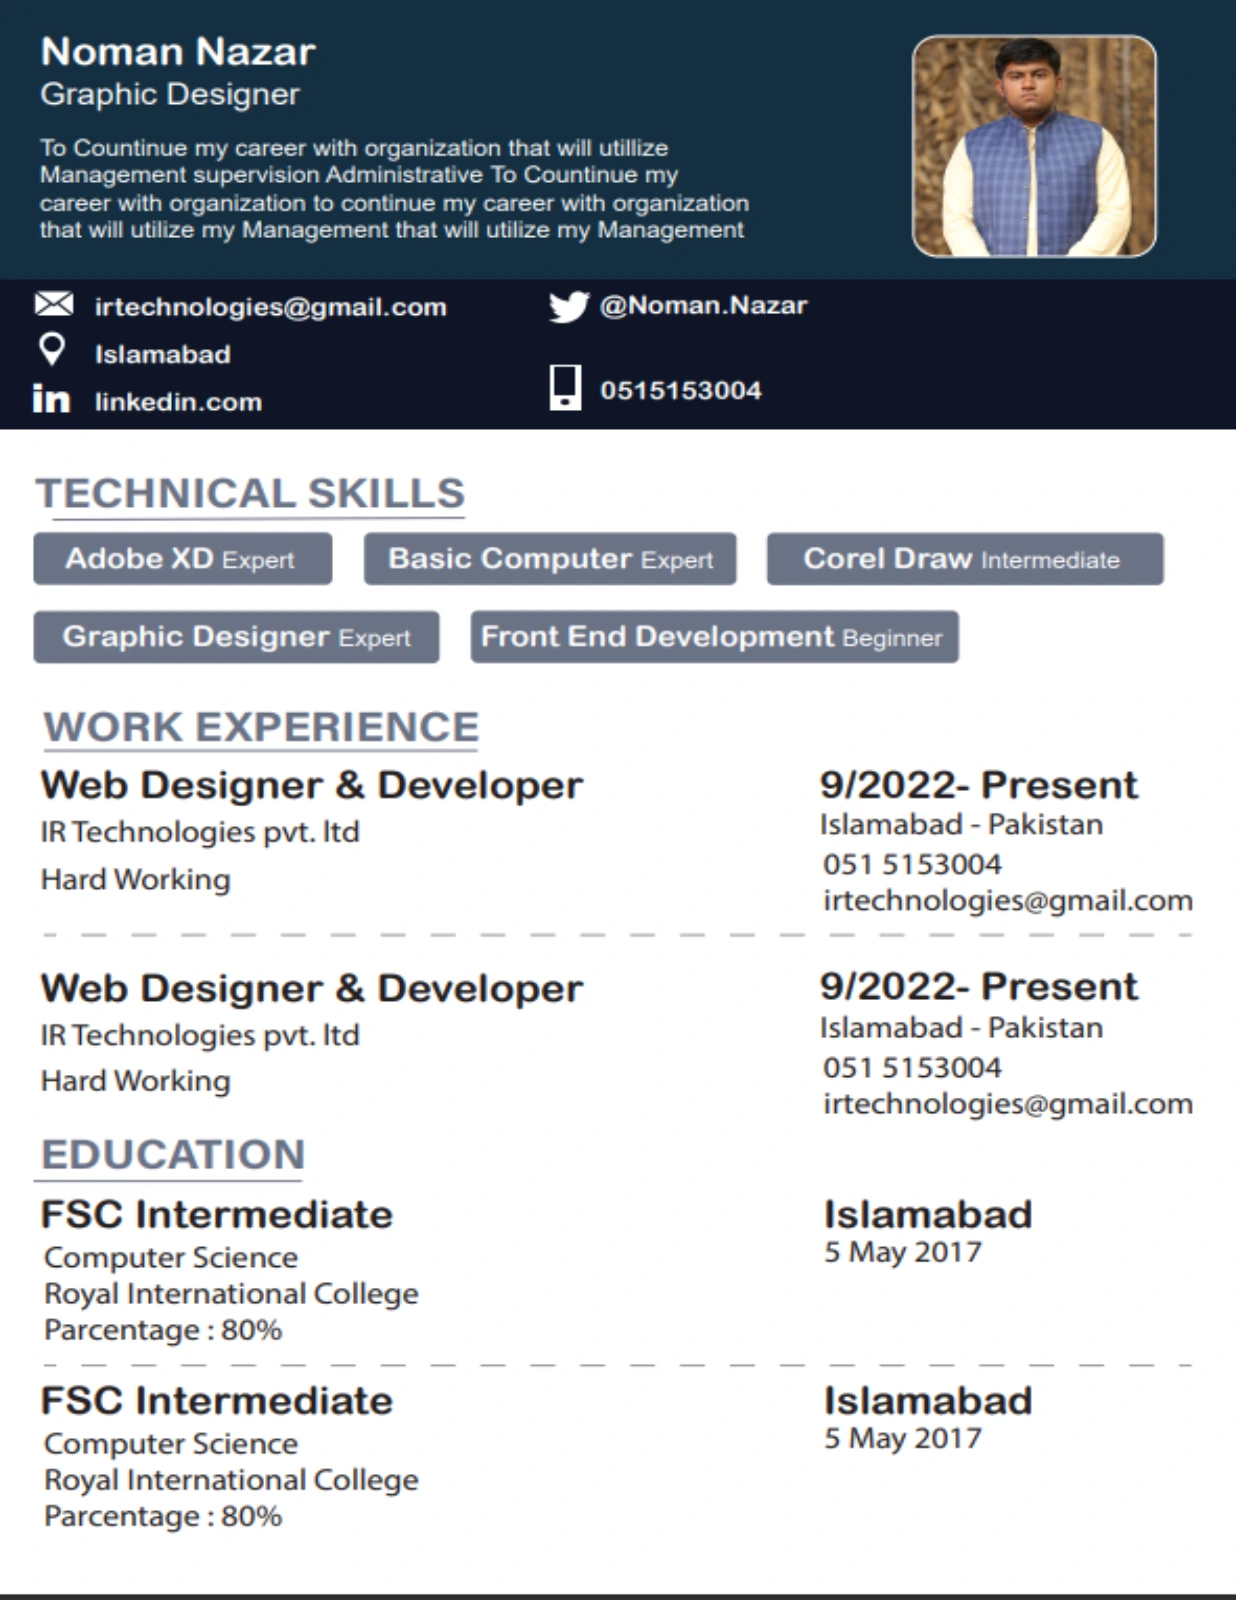 Noman Nazar
Graphic Designer
To Countinue my career with organization that will utillize
Management supervision Administrative To Countinue my
career with organization to continue my career with organization
that will utilize my Management that will utilize my Management
irtechnologies@gmail.com
@Noman.Nazar
Islamabad
in linkedin.com
0515153004
TECHNICAL SKILLS
Adobe XD Expert
Basic Computer Expert
Corel Draw Intermediate
Graphic Designer Expert
Front End Development Beginner
WORK EXPERIENCE
Web Designer & Developer
9/2022- Present
IR Technologies pvt. ltd
Islamabad - Pakistan
Hard Working
051 5153004
irtechnologies@gmail.com
Web Designer & Developer
9/2022- Present
IR Technologies pvt. ltd
Islamabad - Pakistan
Hard Working
051 5153004
irtechnologies@gmail.com
EDUCATION
FSC Intermediate
Islamabad
Computer Science
5 May 2017
Royal International College
Parcentage : 80%
FSC Intermediate
Islamabad
Computer Science
5 May 2017
Royal International College
Parcentage : 80%